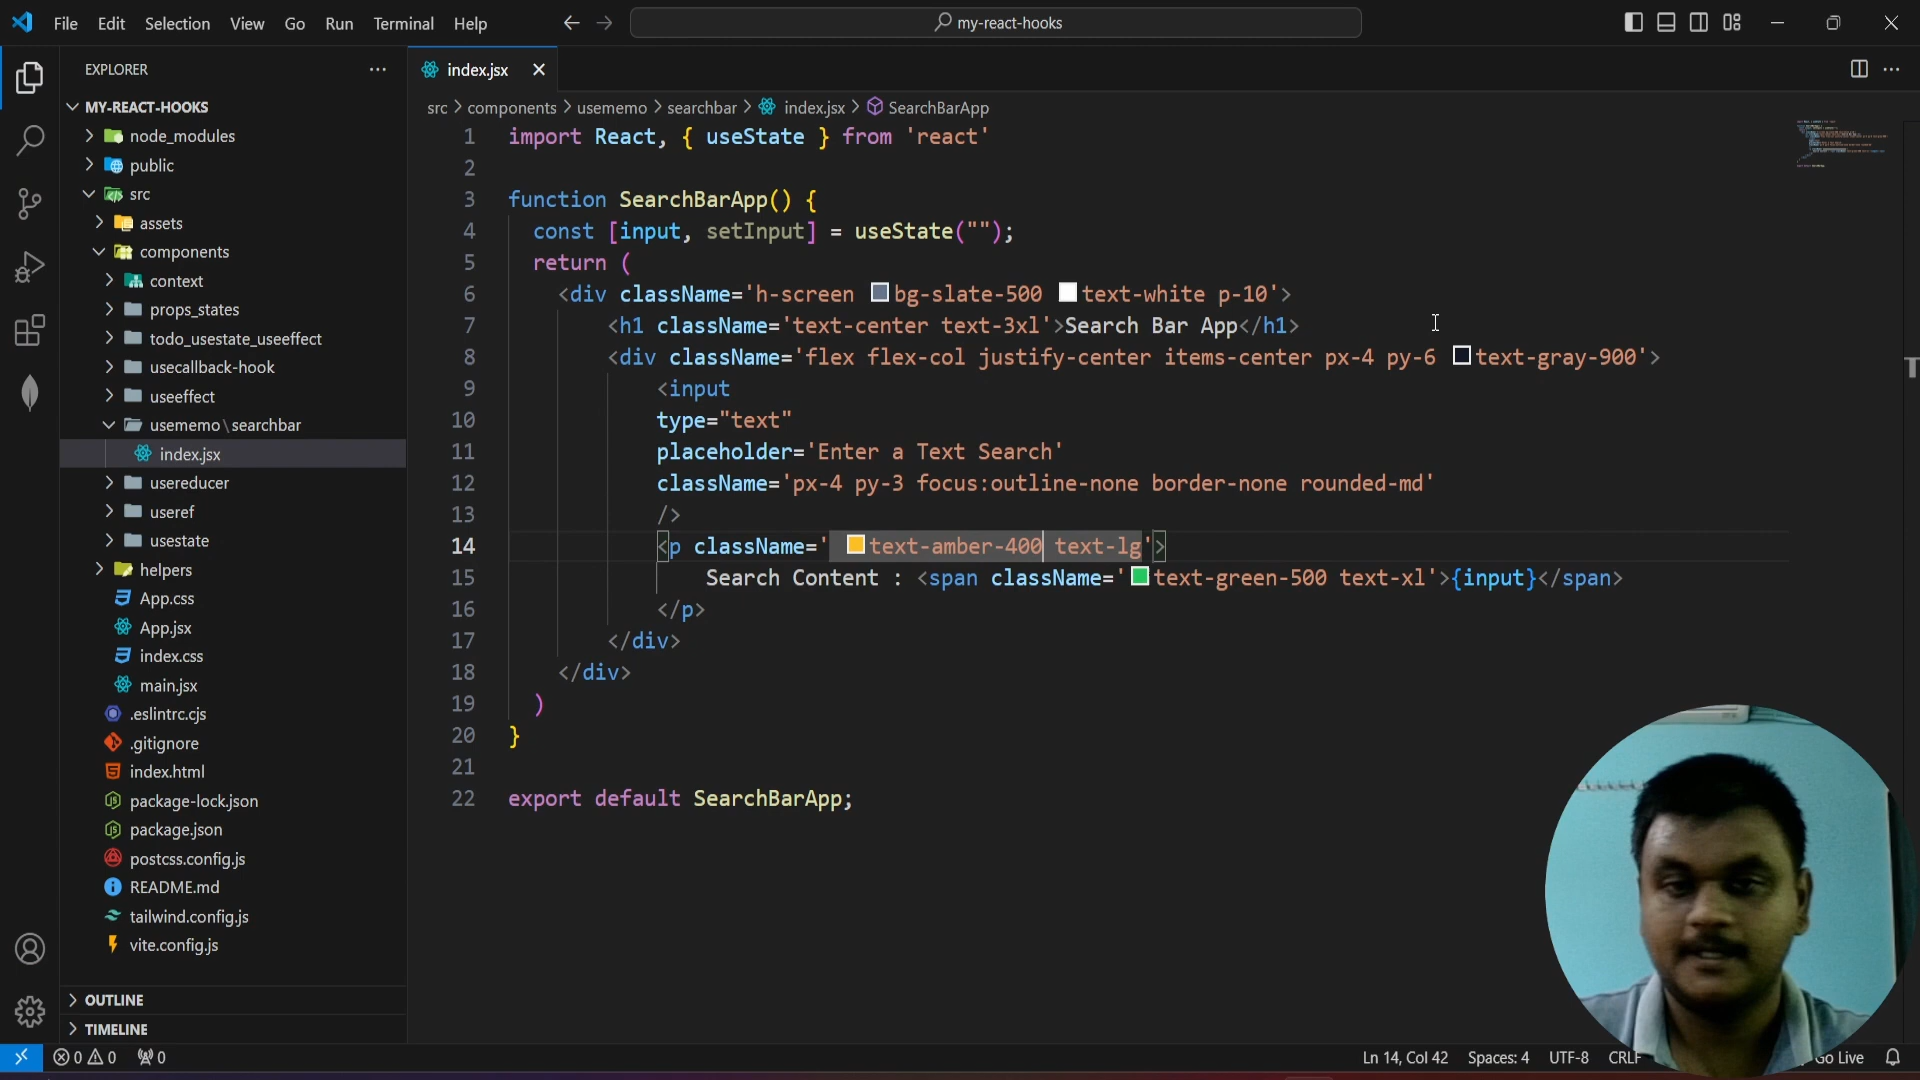 File Edit Selection View Go Run Terminal Help
my-react-hooks
EXPLORER
MY-REACT-HOOKS
node_modules
public
src
assets
components
context
props_states
todo_usestate_useeffect
usecallback-hook
useeffect
usememo\searchbar
index.jsx
usereducer
useref
usestate
helpers
App.css
App.jsx
index.css
main.jsx
.eslintrc.cjs
.gitignore
index.html
package-lock.json
package.json
postcss.config.js
README.md
tailwind.config.js
vite.config.js
OUTLINE
TIMELINE
index.jsx
src > components > usememo > searchbar > index.jsx > SearchBarApp
1 import React, { useState } from 'react'
2
3 function SearchBarApp() {
4 const [input, setInput] = useState("");
5 return (
6 <div className='h-screen bg-slate-500 text-white p-10'>
7 <h1 className='text-center text-3xl'>Search Bar App</h1>
8 <div className='flex flex-col justify-center items-center px-4 py-6 text-gray-900'>
9 <input
10 type="text"
11 placeholder='Enter a Text Search'
12 className='px-4 py-3 focus:outline-none border-none rounded-md'
13 />
14 <p className=' text-amber-400 text-lg'>
15 Search Content : <span className='text-green-500 text-xl'>{input}</span>
16 </p>
17 </div>
18 </div>
19 )
20 }
21
22 export default SearchBarApp;
0 0 0
Ln 14, Col 42 Spaces: 4 UTF-8 CRLF Go Live